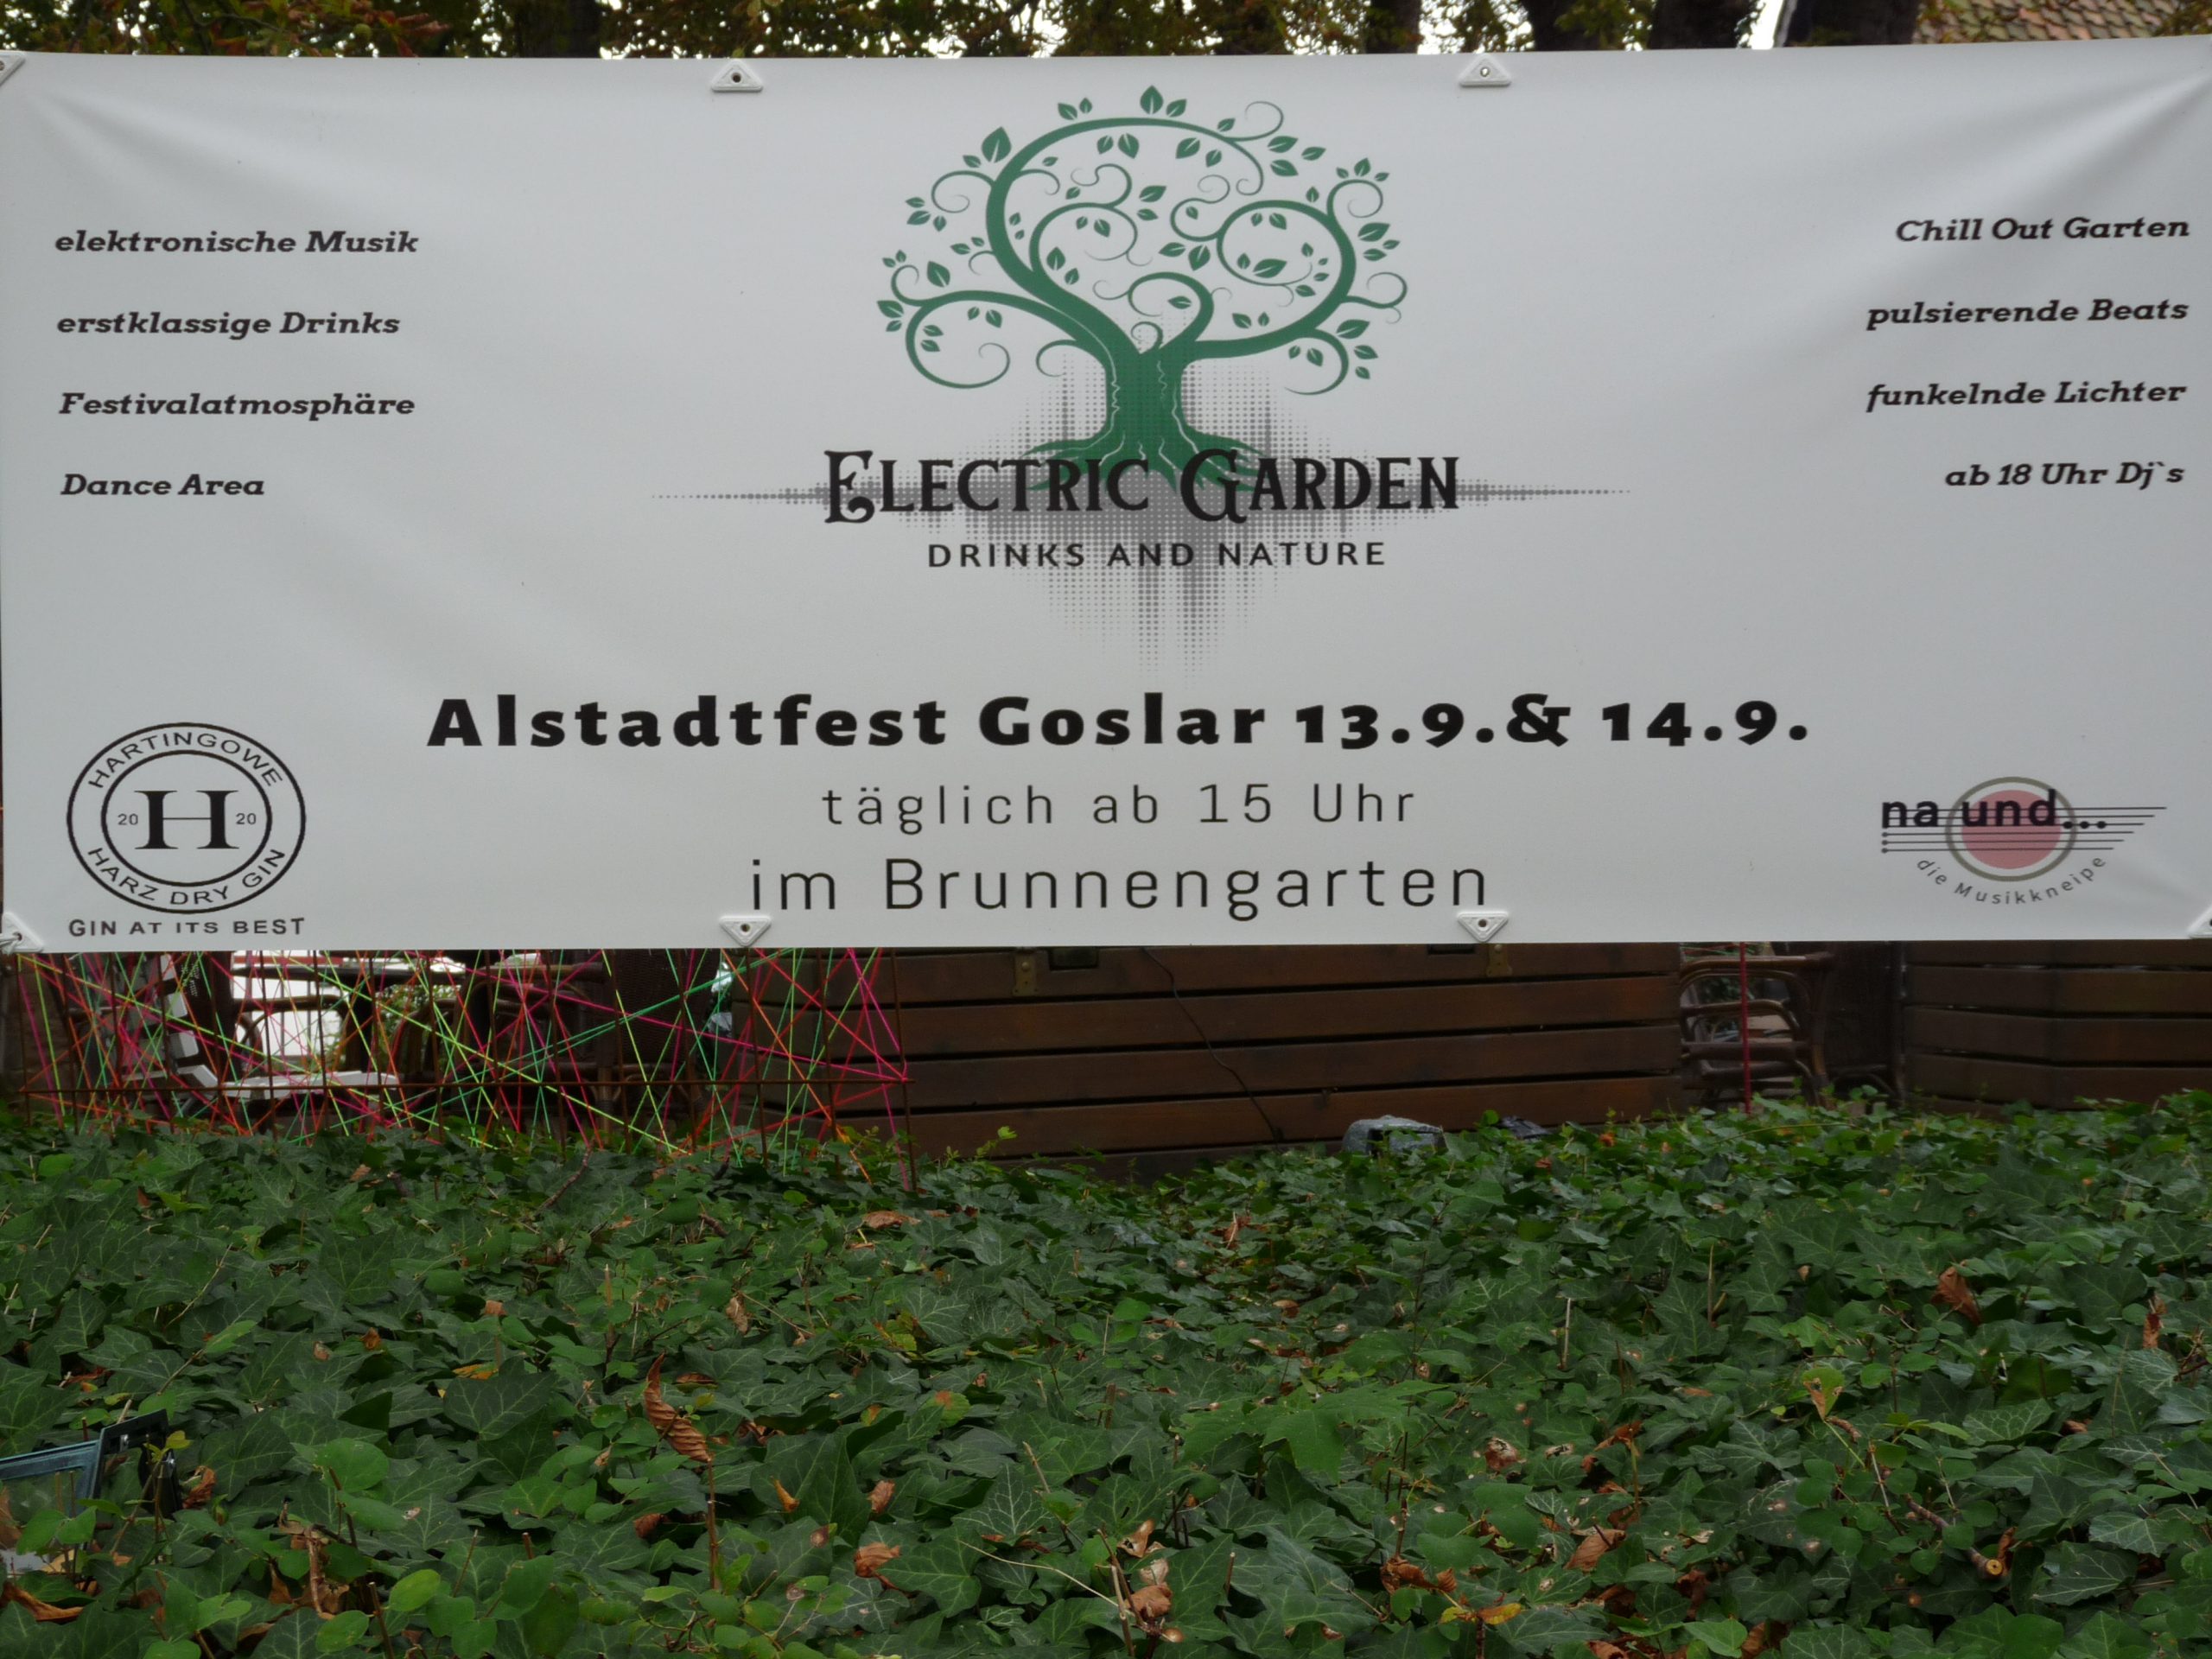 elektronische Musik
erstklassige Drinks
Festivalatmosphäre
Dance Area
ELECTRIC GARDEN
DRINKS AND NATURE
Chill Out Garten
pulsierende Beats
funkelnde Lichter
ab 18 Uhr Dj`s
Alstadtfest Goslar 13.9.& 14.9.
täglich ab 15 Uhr
im Brunnengarten
HARTINGOWE
20 H 20
HARZ DRY GIN
GIN AT ITS BEST
na und...
die Musikkneipe